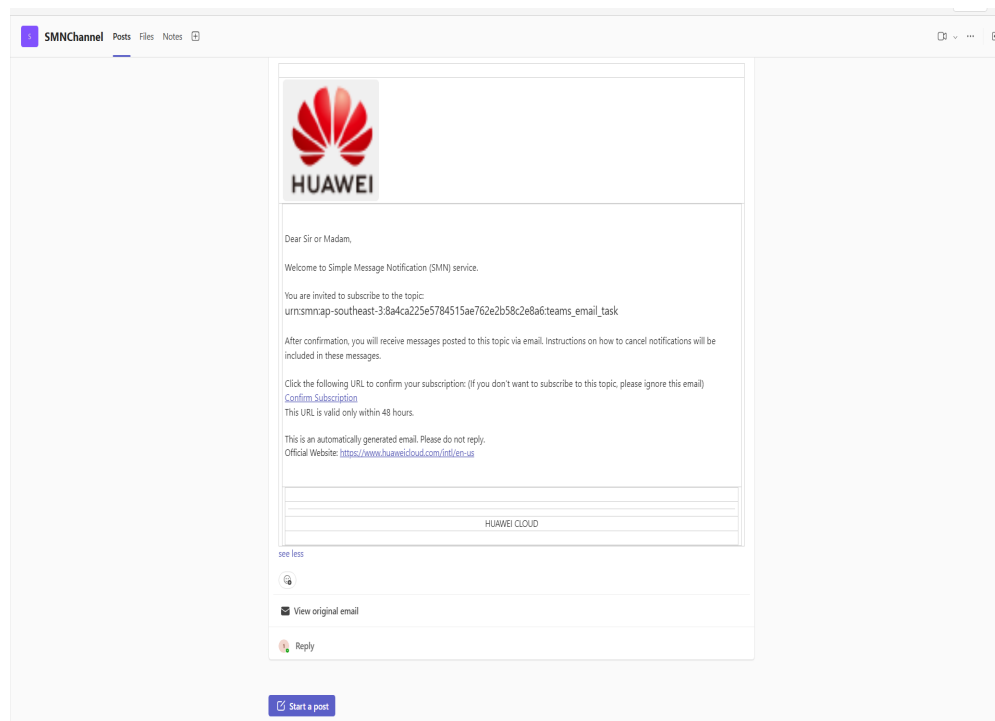 S SMNChannel Posts Files Notes
HUAWEI
Dear Sir or Madam,
Welcome to Simple Message Notification (SMN) service.
You are invited to subscribe to the topic:
urn:smn:ap-southeast-3:8a4ca225e5784515ae762e2b58c2e8a6:teams_email_task
After confirmation, you will receive messages posted to this topic via email. Instructions on how to cancel notifications will be
included in these messages.
Click the following URL to confirm your subscription: (If you don't want to subscribe to this topic, please ignore this email)
Confirm Subscription
This URL is valid only within 48 hours.
This is an automatically generated email. Please do not reply.
Official Website: https://www.huaweicloud.com/intl/en-us
HUAWEI CLOUD
see less
View original email
Reply
Start a post